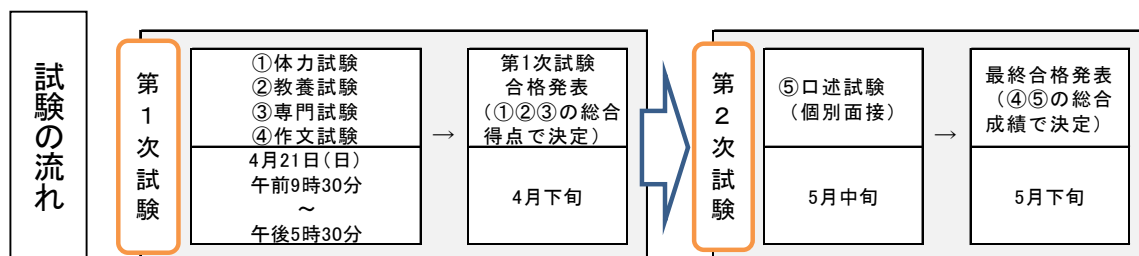 試験の流れ
第1次試験
①体力試験
②教養試験
③専門試験
④作文試験
4月21日(日)
午前9時30分
～
午後5時30分
→
第1次試験
合格発表
(①②③の総合
得点で決定)
4月下旬
第2次試験
⑤口述試験
(個別面接)
5月中旬
→
最終合格発表
(④⑤の総合
成績で決定)
5月下旬